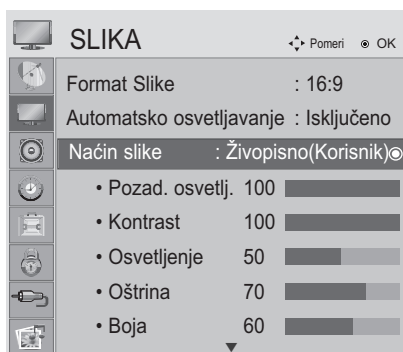 SLIKA
Pomeri OK
Format Slike : 16:9
Automatsko osvetljavanje : Isključeno
Način slike : Živopisno(Korisnik)
• Pozad. osvetlj. 100
• Kontrast 100
• Osvetljenje 50
• Oštrina 70
• Boja 60